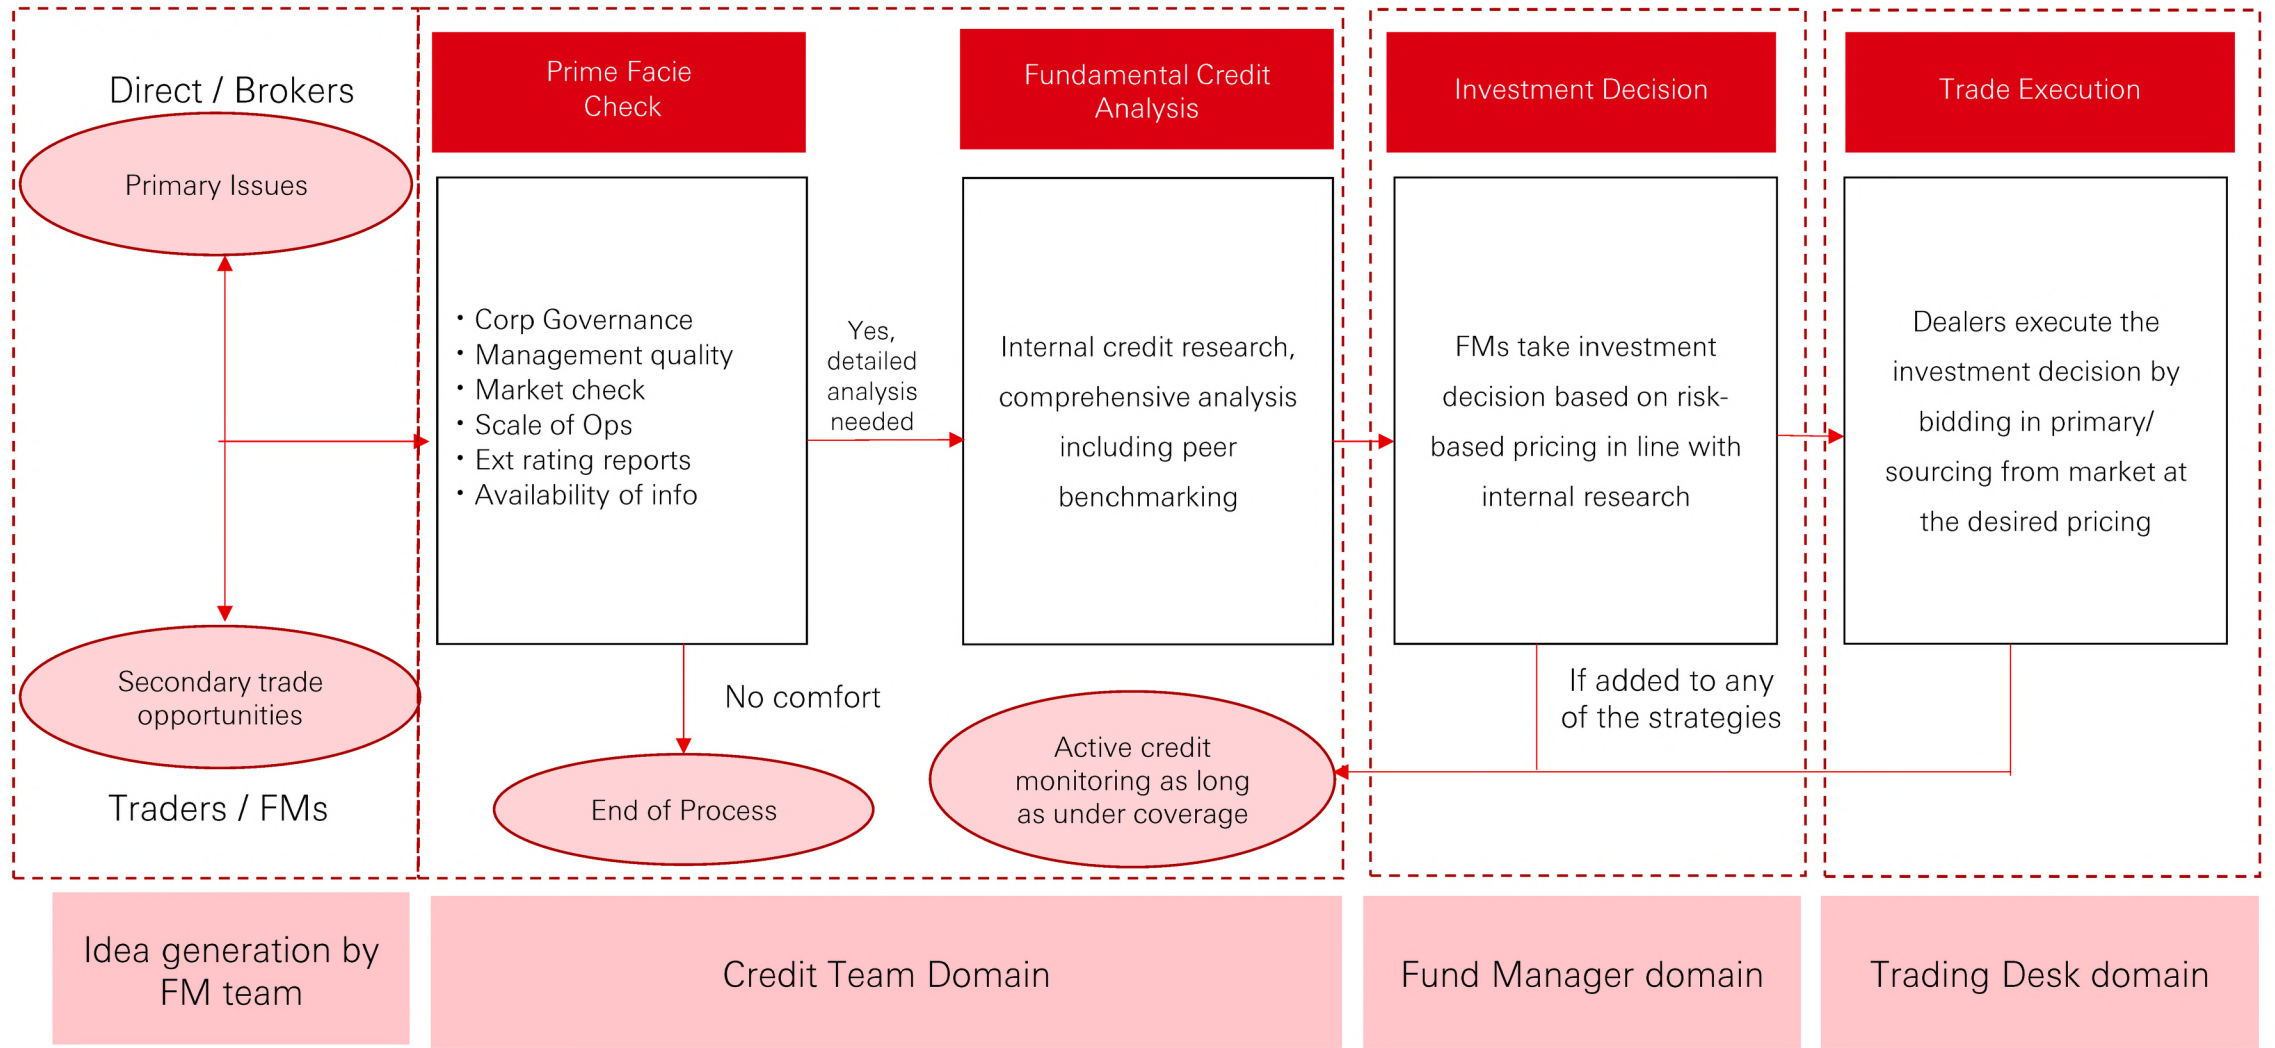 Direct / Brokers
Primary Issues
Secondary trade
opportunities
Traders / FMs
Idea generation by
FM team
Prime Facie
Check
• Corp Governance
• Management quality
• Market check
• Scale of Ops
• Ext rating reports
• Availability of info
Yes,
detailed
analysis
needed
No comfort
End of Process
Fundamental Credit
Analysis
Internal credit research,
comprehensive analysis
including peer
benchmarking
Active credit
monitoring as long
as under coverage
Credit Team Domain
Investment Decision
FMs take investment
decision based on risk-
based pricing in line with
internal research
If added to any
of the strategies
Fund Manager domain
Trade Execution
Dealers execute the
investment decision by
bidding in primary/
sourcing from market at
the desired pricing
Trading Desk domain